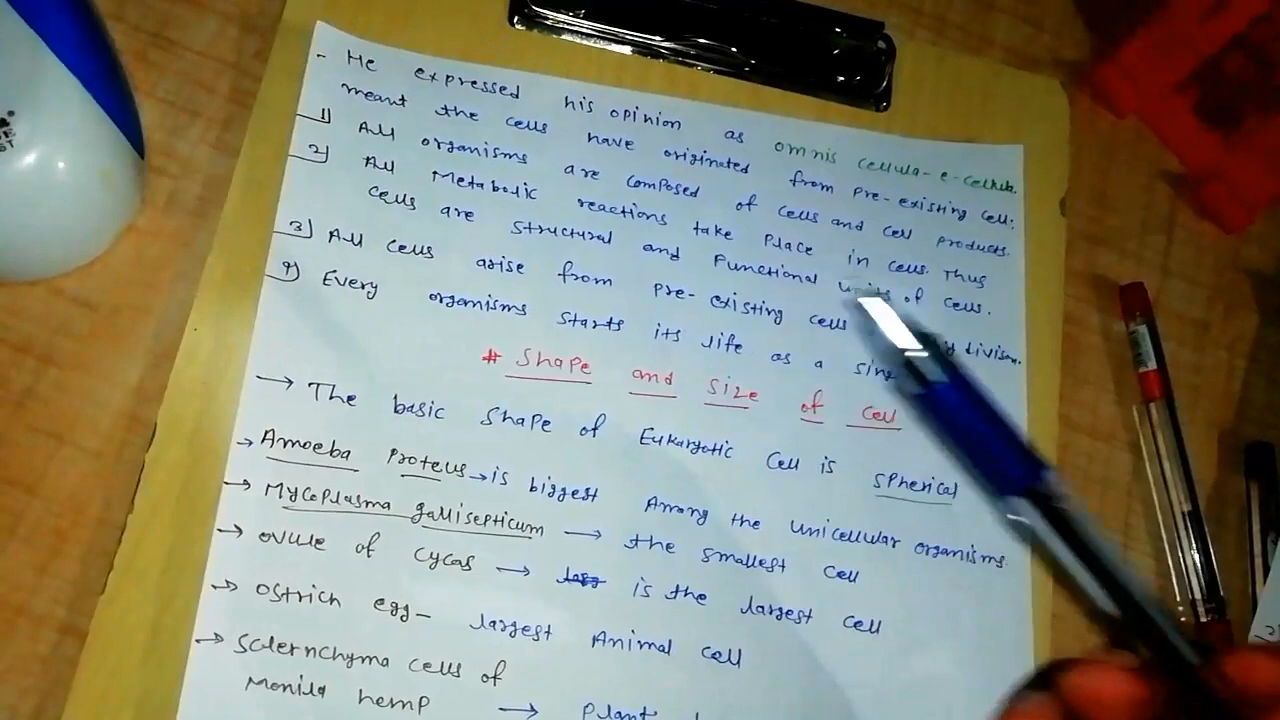 - He expressed his opinion as omnis cellula-e-cellula.
meant the cells have originated from pre-existing cell:
1) All organisms are composed of cells and cell products.
2) All Metabolic reactions take place in cells. Thus
cells are structural and Functional units of cells.
3) All cells arise from pre-existing cells by division.
4) Every organisms starts its life as a
# Shape and Size of Cell
→ The basic shape of Eukaryotic cell is spherical
→ Amoeba Proteus → is biggest Among the unicellular organisms.
→ Mycoplasma gallisepticum → the smallest cell
→ ovule of cycas → is the largest cell
→ ostrich egg - largest Animal cell
→ Sclernchyma cells of
Monila hemp → Plant